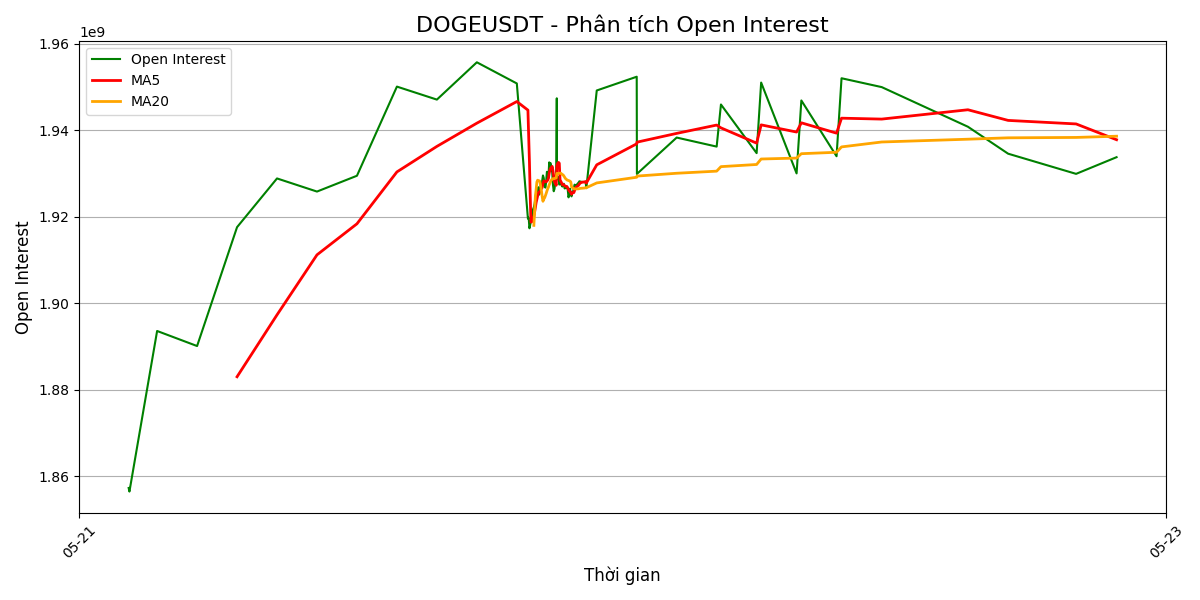 DOGEUSDT - Phân tích Open Interest
1e9
Open Interest
MA5
MA20
1.96
1.94
1.92
1.90
1.88
1.86
Open Interest
05-21
05-23
Thời gian